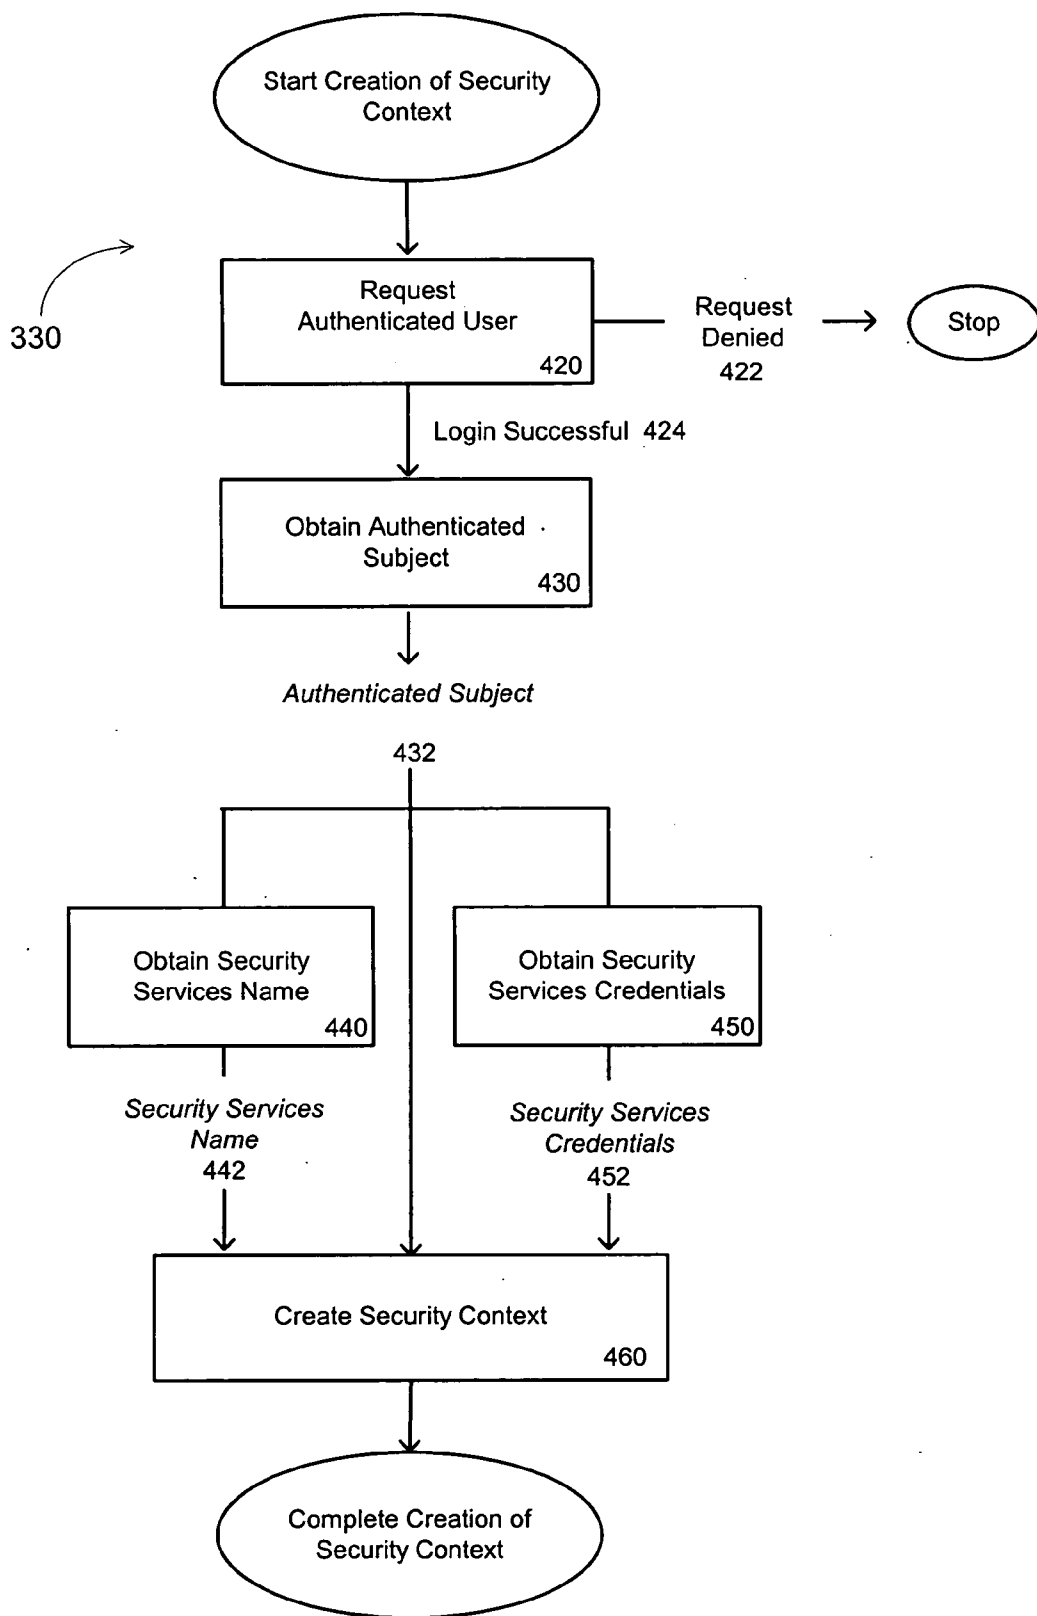 Start Creation of Security
Context
330
Request
Authenticated User
420
Request
Denied
422
Stop
Login Successful 424
Obtain Authenticated
Subject
430
Authenticated Subject
432
Obtain Security
Services Name
440
Obtain Security
Services Credentials
450
Security Services
Name
442
Security Services
Credentials
452
Create Security Context
460
Complete Creation of
Security Context